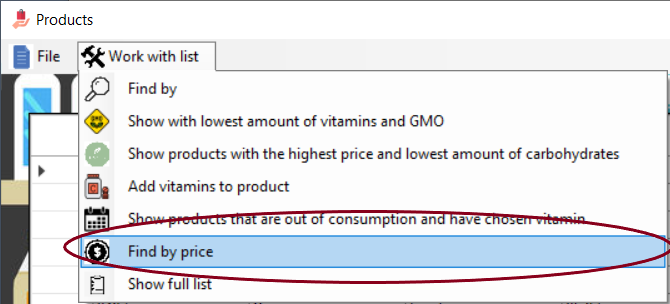 Products
File Work with list
Find by
Show with lowest amount of vitamins and GMO
Show products with the highest price and lowest amount of carbohydrates
Add vitamins to product
Show products that are out of consumption and have chosen vitamin
Find by price
Show full list